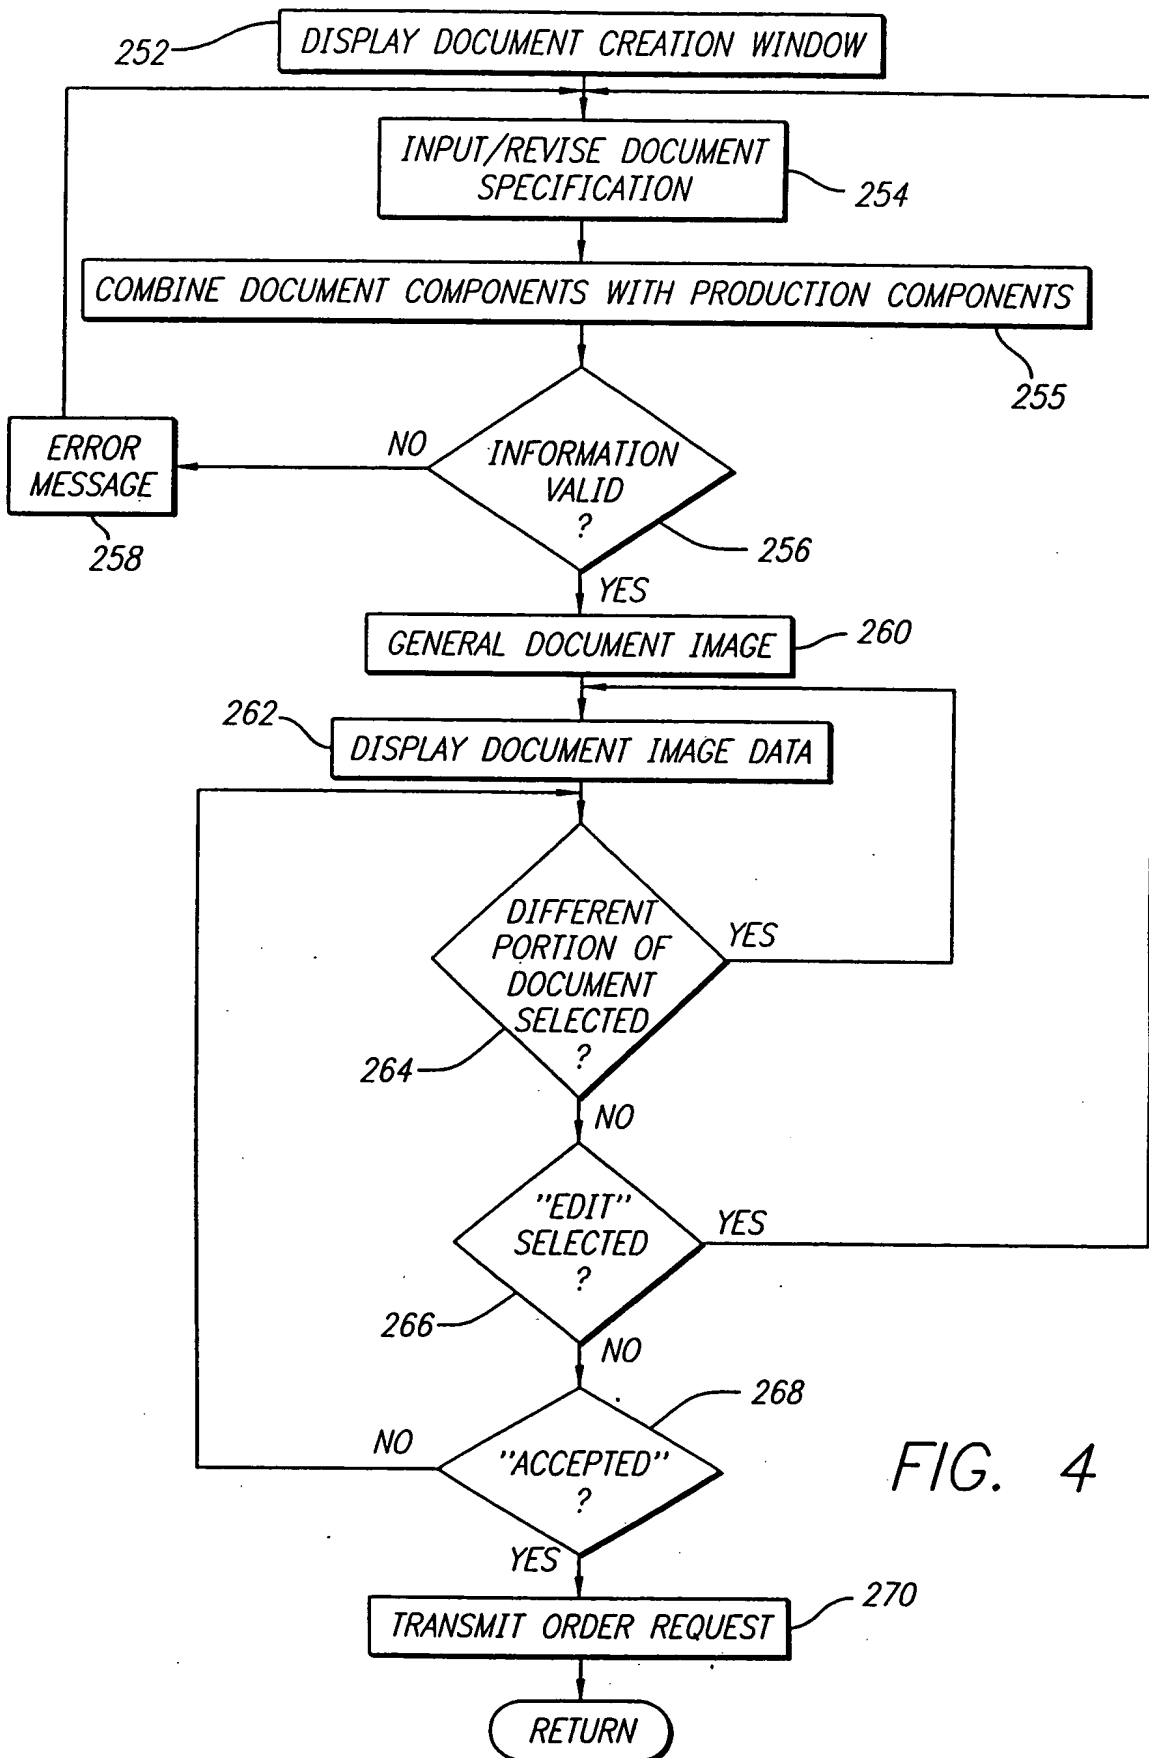 252
DISPLAY DOCUMENT CREATION WINDOW
INPUT/REVISE DOCUMENT
SPECIFICATION
254
COMBINE DOCUMENT COMPONENTS WITH PRODUCTION COMPONENTS
255
ERROR
MESSAGE
258
NO
INFORMATION
VALID
?
256
YES
GENERAL DOCUMENT IMAGE
260
262
DISPLAY DOCUMENT IMAGE DATA
DIFFERENT
PORTION OF
DOCUMENT
SELECTED
?
YES
264
NO
"EDIT"
SELECTED
?
YES
266
NO
268
NO
"ACCEPTED"
?
FIG. 4
YES
TRANSMIT ORDER REQUEST
270
RETURN